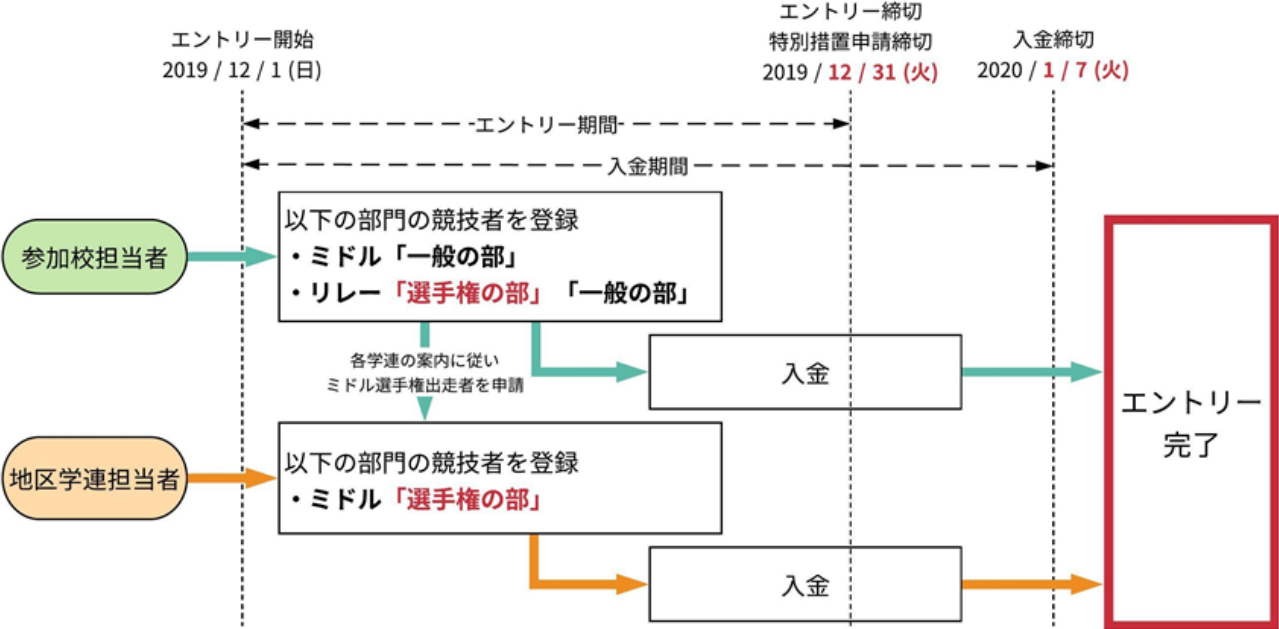 エントリー開始
2019 / 12 / 1 (日)
エントリー締切
特別措置申請締切
2019 / 12 / 31 (火)
入金締切
2020 / 1 / 7 (火)
エントリー期間
入金期間
参加校担当者
以下の部門の競技者を登録
・ミドル「一般の部」
・リレー「選手権の部」「一般の部」
各学連の案内に従い
ミドル選手権出走者を申請
入金
エントリー
完了
地区学連担当者
以下の部門の競技者を登録
・ミドル「選手権の部」
入金